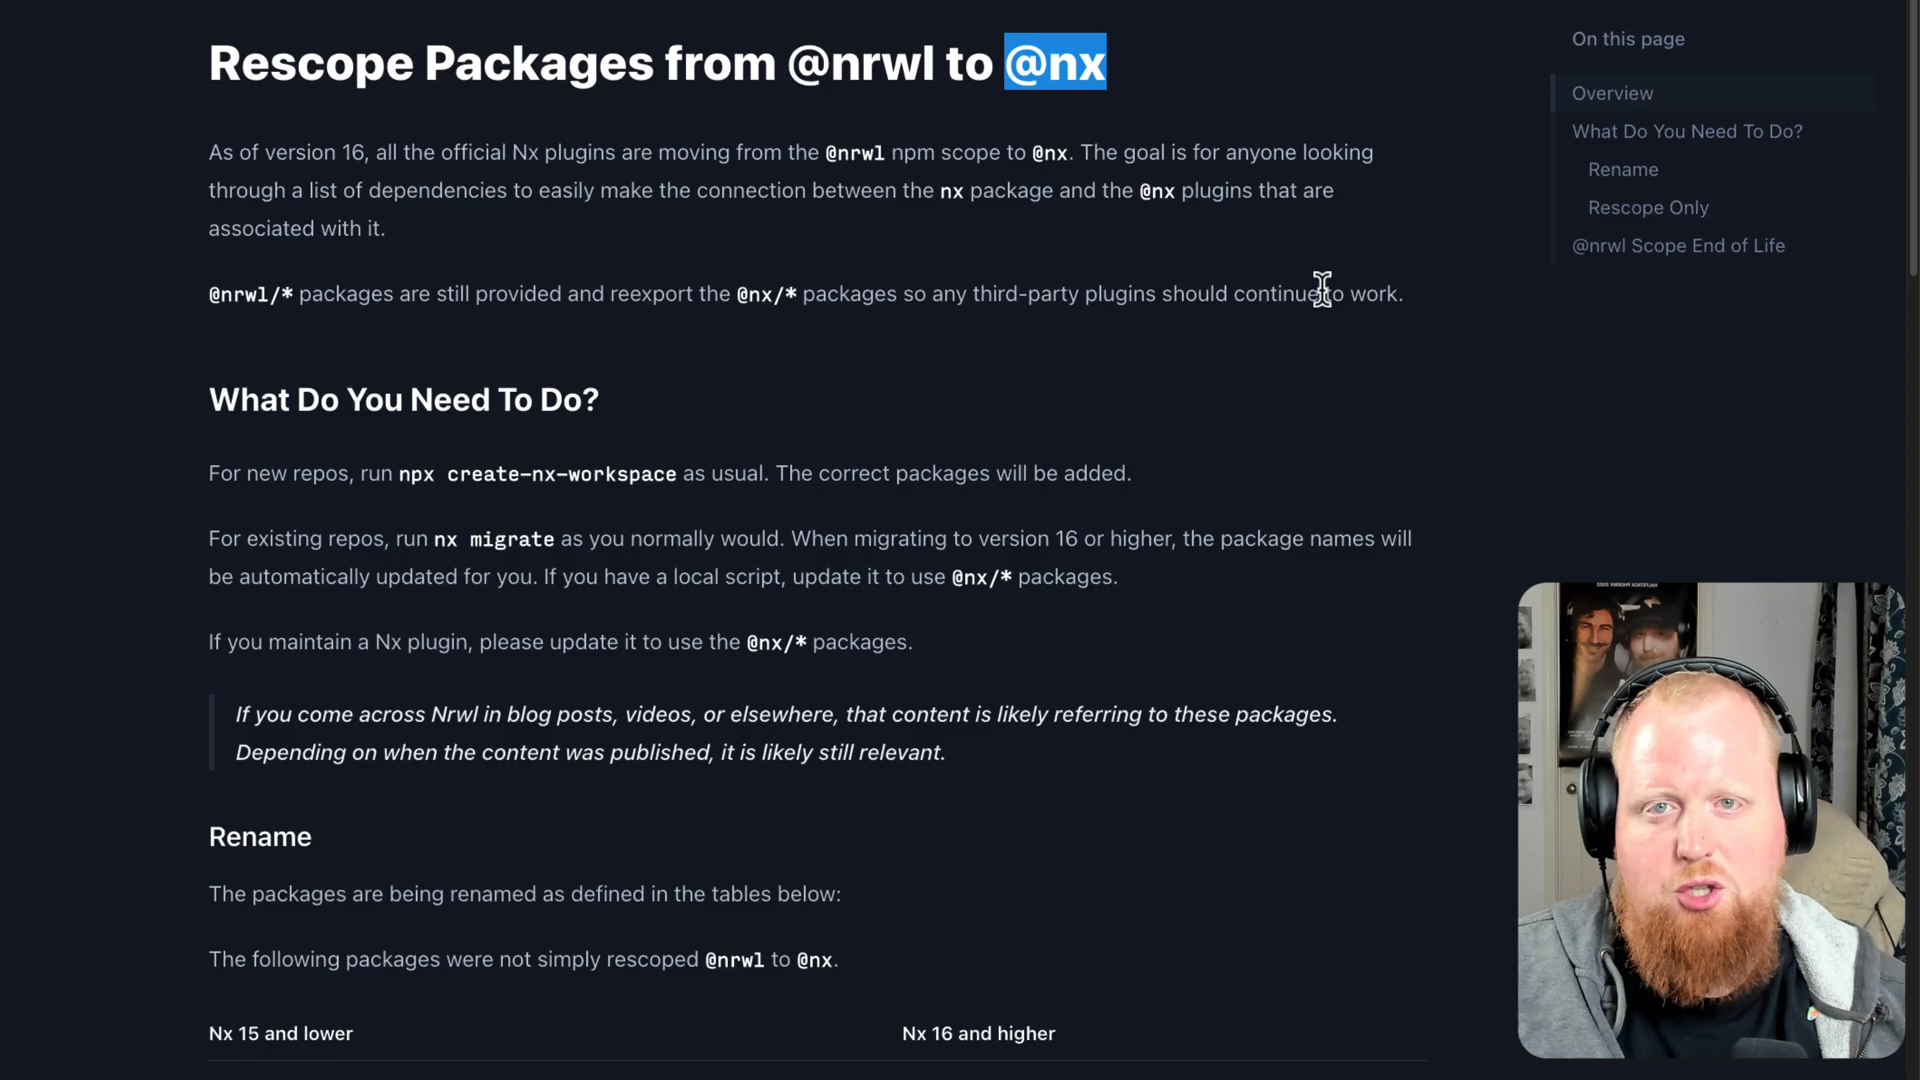 Rescope Packages from @nrwl to @nx
As of version 16, all the official Nx plugins are moving from the @nrwl npm scope to @nx. The goal is for anyone looking
through a list of dependencies to easily make the connection between the nx package and the @nx plugins that are
associated with it.
@nrwl/* packages are still provided and reexport the @nx/* packages so any third-party plugins should continue to work.
What Do You Need To Do?
For new repos, run npx create-nx-workspace as usual. The correct packages will be added.
For existing repos, run nx migrate as you normally would. When migrating to version 16 or higher, the package names will
be automatically updated for you. If you have a local script, update it to use @nx/* packages.
If you maintain a Nx plugin, please update it to use the @nx/* packages.
If you come across Nrwl in blog posts, videos, or elsewhere, that content is likely referring to these packages.
Depending on when the content was published, it is likely still relevant.
Rename
The packages are being renamed as defined in the tables below:
The following packages were not simply rescoped @nrwl to @nx.
Nx 15 and lower
Nx 16 and higher
On this page
Overview
What Do You Need To Do?
Rename
Rescope Only
@nrwl Scope End of Life